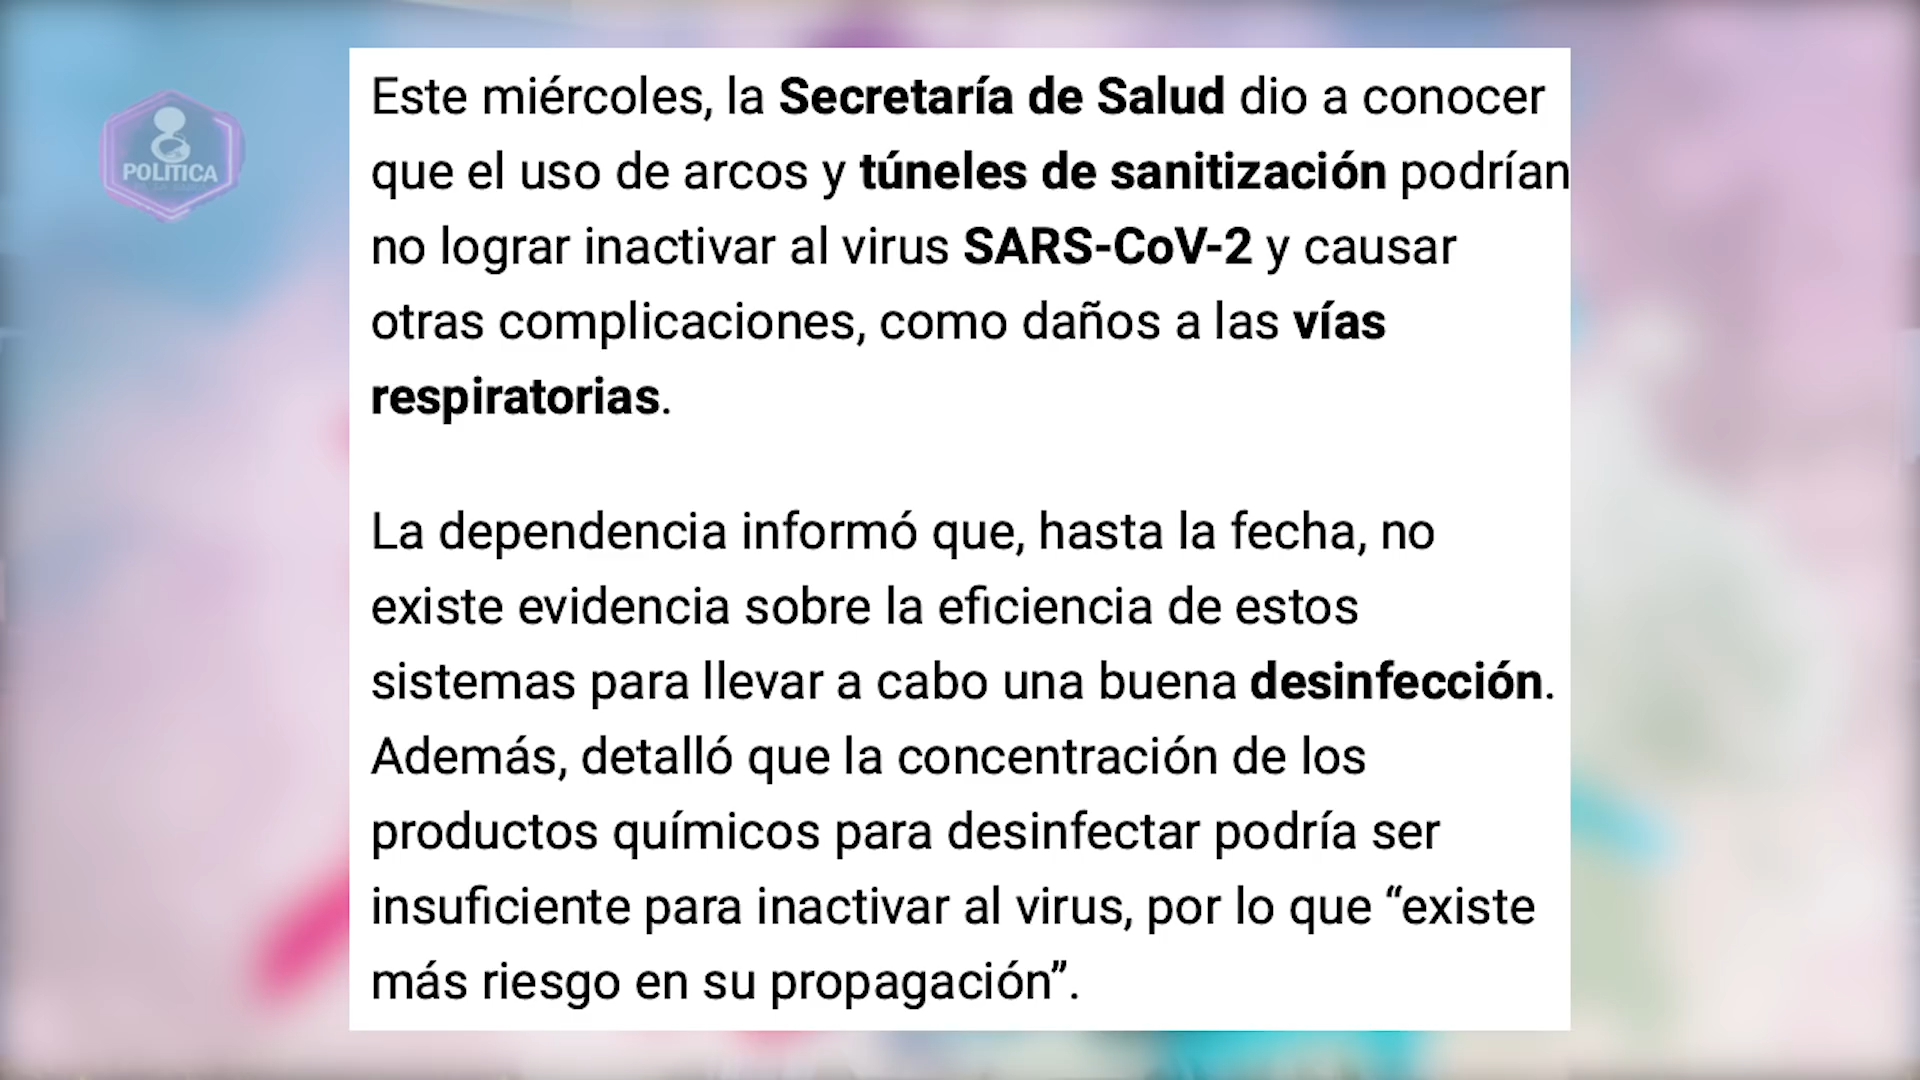 POLÍTICA
Este miércoles, la Secretaría de Salud dio a conocer
que el uso de arcos y túneles de sanitización podrían
no lograr inactivar al virus SARS-CoV-2 y causar
otras complicaciones, como daños a las vías
respiratorias.
La dependencia informó que, hasta la fecha, no
existe evidencia sobre la eficiencia de estos
sistemas para llevar a cabo una buena desinfección.
Además, detalló que la concentración de los
productos químicos para desinfectar podría ser
insuficiente para inactivar al virus, por lo que “existe
más riesgo en su propagación”.